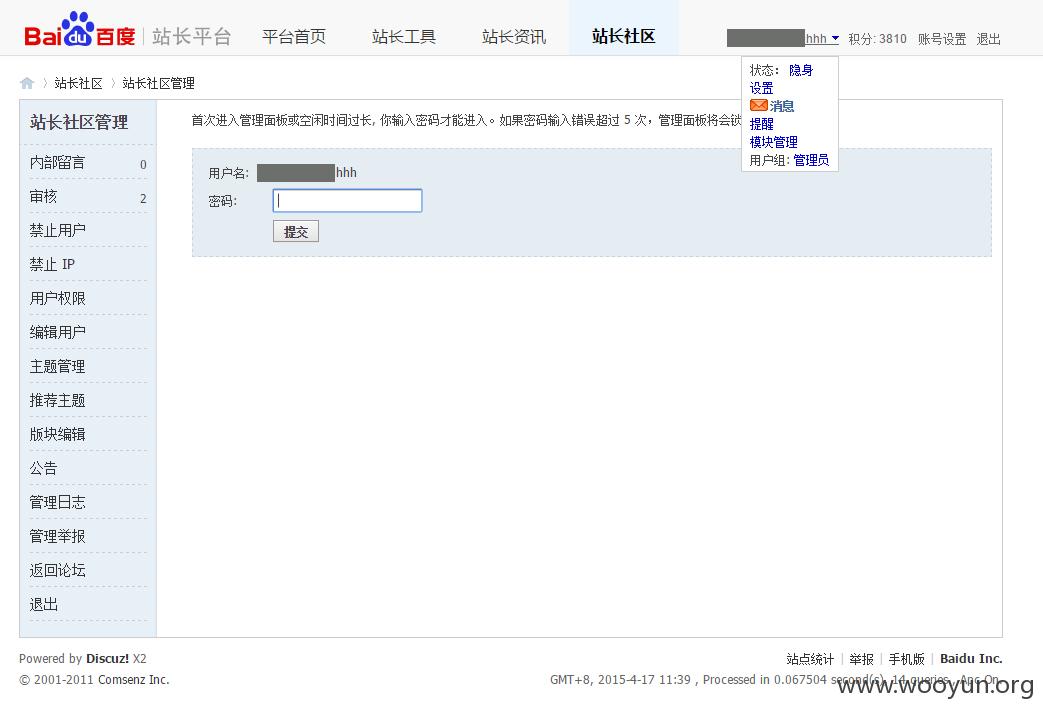 Bai du 百度 站长平台 平台首页 站长工具 站长资讯 站长社区 hhh 积分: 3810 账号设置 退出
站长社区 站长社区管理
状态: 隐身
设置
消息
提醒
模块管理
用户组: 管理员
站长社区管理
内部留言 0
审核 2
禁止用户
禁止 IP
用户权限
编辑用户
主题管理
推荐主题
版块编辑
公告
管理日志
管理举报
返回论坛
退出
首次进入管理面板或空闲时间过长, 你输入密码才能进入。如果密码输入错误超过 5 次，管理面板将会
用户名: hhh
密码:
提交
Powered by Discuz! X2
© 2001-2011 Comsenz Inc.
站点统计 | 举报 | 手机版 | Baidu Inc.
GMT+8, 2015-4-17 11:39 , Processed in 0.067504 second(s), 14 queries , Apc On.
www.wooyun.org